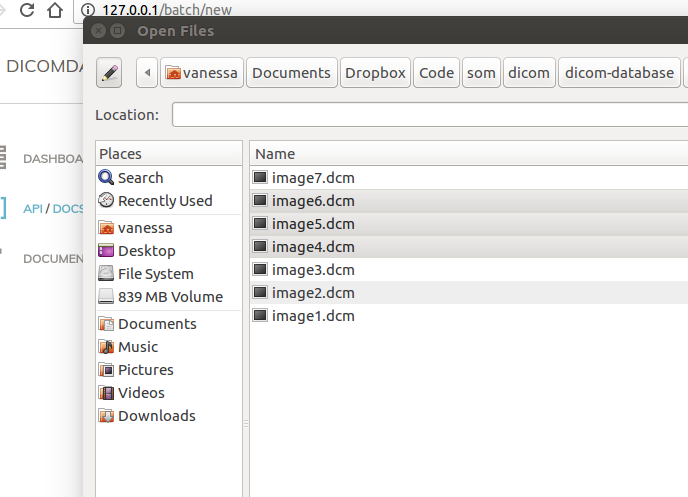 127.0.0.1/batch/new
Open Files
DICOMDA
vanessa Documents Dropbox Code som dicom dicom-database
Location:
Places
Name
Search
Recently Used
vanessa
Desktop
File System
839 MB Volume
Documents
Music
Pictures
Videos
Downloads
image7.dcm
image6.dcm
image5.dcm
image4.dcm
image3.dcm
image2.dcm
image1.dcm
DASHBOA
API / DOCS
DOCUMEN